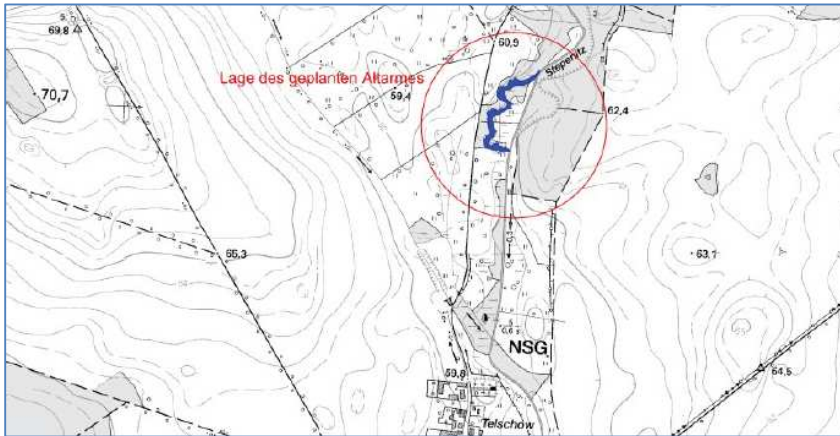 60,9
69,8
Stepenitz
Lage des geplanten Altarmes
70,7
59,4
62,4
66,3
63,1
NSG
59,8
64,5
Telschow